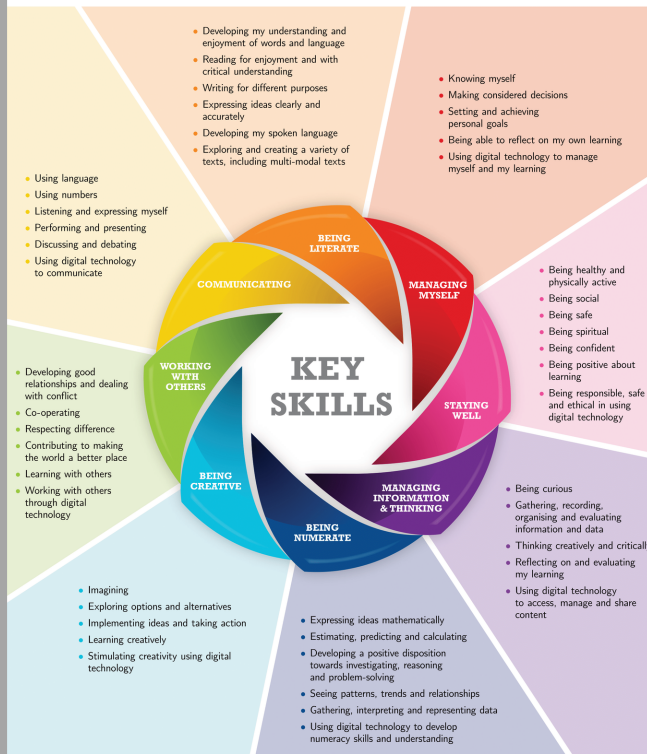 KEY
SKILLS
BEING
LITERATE
• Developing my understanding and
enjoyment of words and language
• Reading for enjoyment and with
critical understanding
• Writing for different purposes
• Expressing ideas clearly and
accurately
• Developing my spoken language
• Exploring and creating a variety of
texts, including multi-modal texts
MANAGING
MYSELF
• Knowing myself
• Making considered decisions
• Setting and achieving
personal goals
• Being able to reflect on my own learning
• Using digital technology to manage
myself and my learning
STAYING
WELL
• Being healthy and
physically active
• Being social
• Being safe
• Being spiritual
• Being confident
• Being positive about
learning
• Being responsible, safe
and ethical in using
digital technology
MANAGING
INFORMATION
& THINKING
• Being curious
• Gathering, recording,
organising and evaluating
information and data
• Thinking creatively and critically
• Reflecting on and evaluating
my learning
• Using digital technology
to access, manage and share
content
BEING
NUMERATE
• Expressing ideas mathematically
• Estimating, predicting and calculating
• Developing a positive disposition
towards investigating, reasoning
and problem-solving
• Seeing patterns, trends and relationships
• Gathering, interpreting and representing data
• Using digital technology to develop
numeracy skills and understanding
BEING
CREATIVE
• Imagining
• Exploring options and alternatives
• Implementing ideas and taking action
• Learning creatively
• Stimulating creativity using digital
technology
WORKING
WITH
OTHERS
• Developing good
relationships and dealing
with conflict
• Co-operating
• Respecting difference
• Contributing to making
the world a better place
• Learning with others
• Working with others
through digital
technology
COMMUNICATING
• Using language
• Using numbers
• Listening and expressing myself
• Performing and presenting
• Discussing and debating
• Using digital technology
to communicate